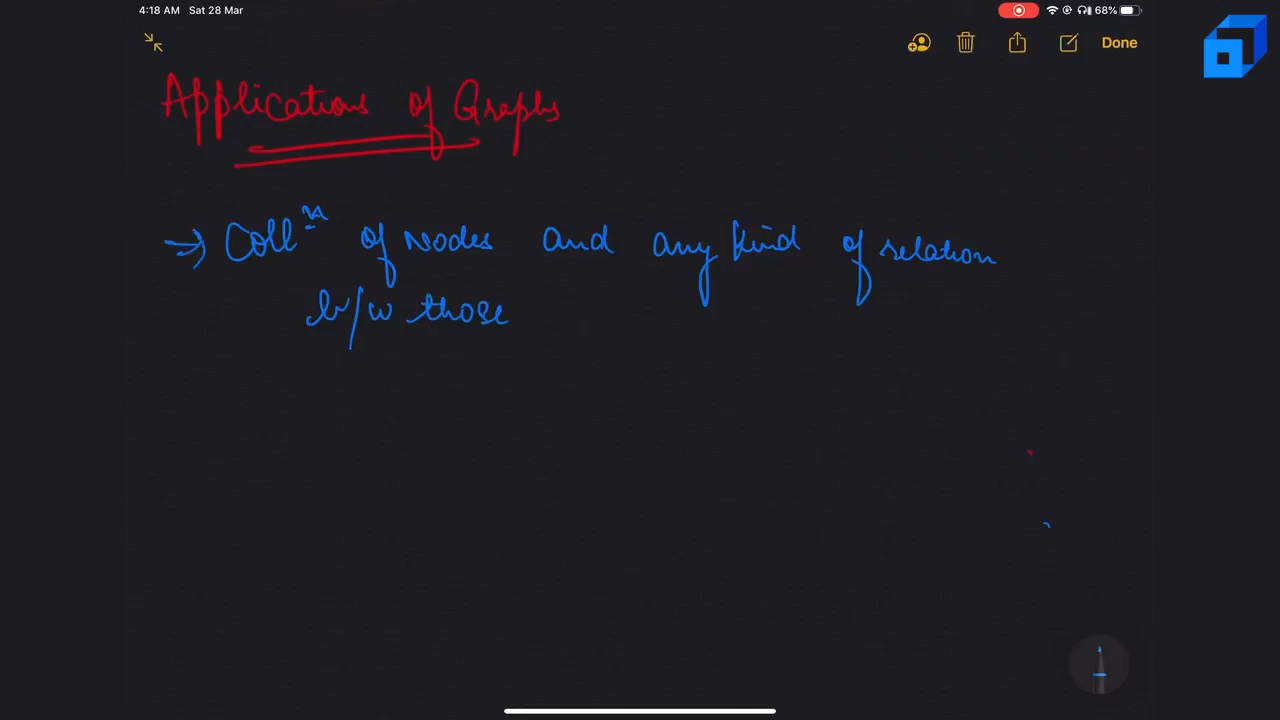 4:18 AM Sat 28 Mar
68%
Done
Applications of Graphs
→ Collⁿ of Nodes and any kind of relation
b/w those